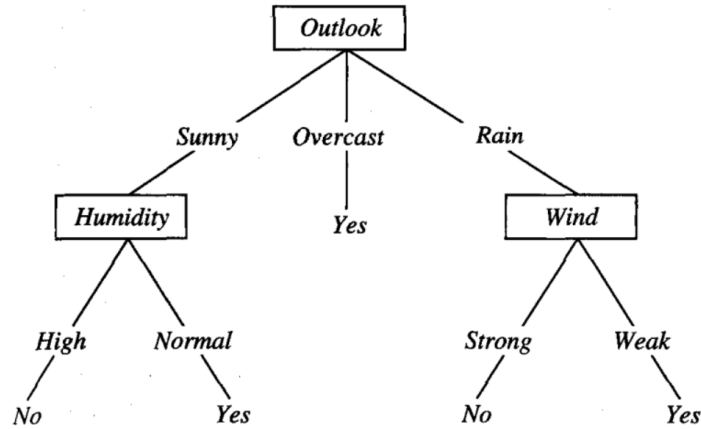 Outlook
Sunny Overcast Rain
Humidity Yes Wind
High Normal Strong Weak
No Yes No Yes